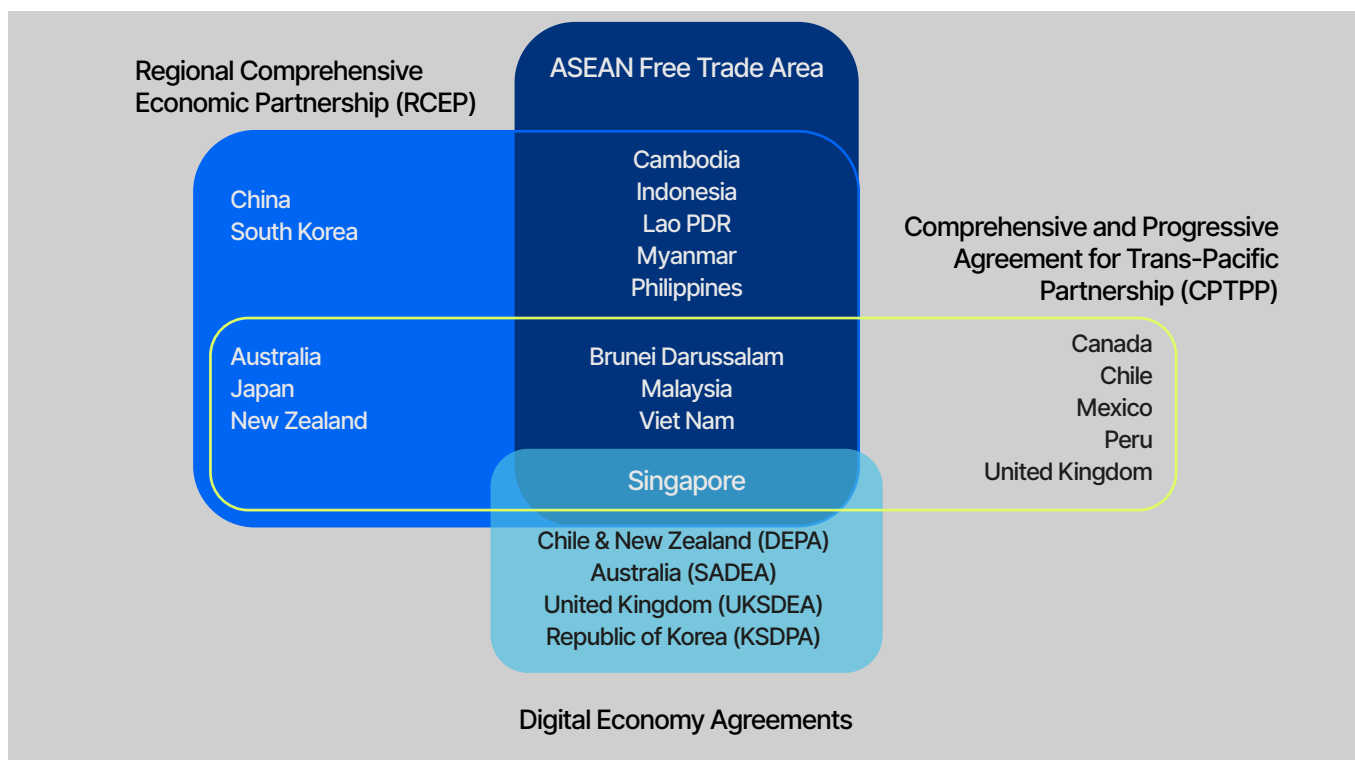 Regional Comprehensive
Economic Partnership (RCEP)
ASEAN Free Trade Area
China
South Korea
Cambodia
Indonesia
Lao PDR
Myanmar
Philippines
Comprehensive and Progressive
Agreement for Trans-Pacific
Partnership (CPTPP)
Australia
Japan
New Zealand
Brunei Darussalam
Malaysia
Viet Nam
Canada
Chile
Mexico
Peru
United Kingdom
Singapore
Chile & New Zealand (DEPA)
Australia (SADEA)
United Kingdom (UKSDEA)
Republic of Korea (KSDPA)
Digital Economy Agreements